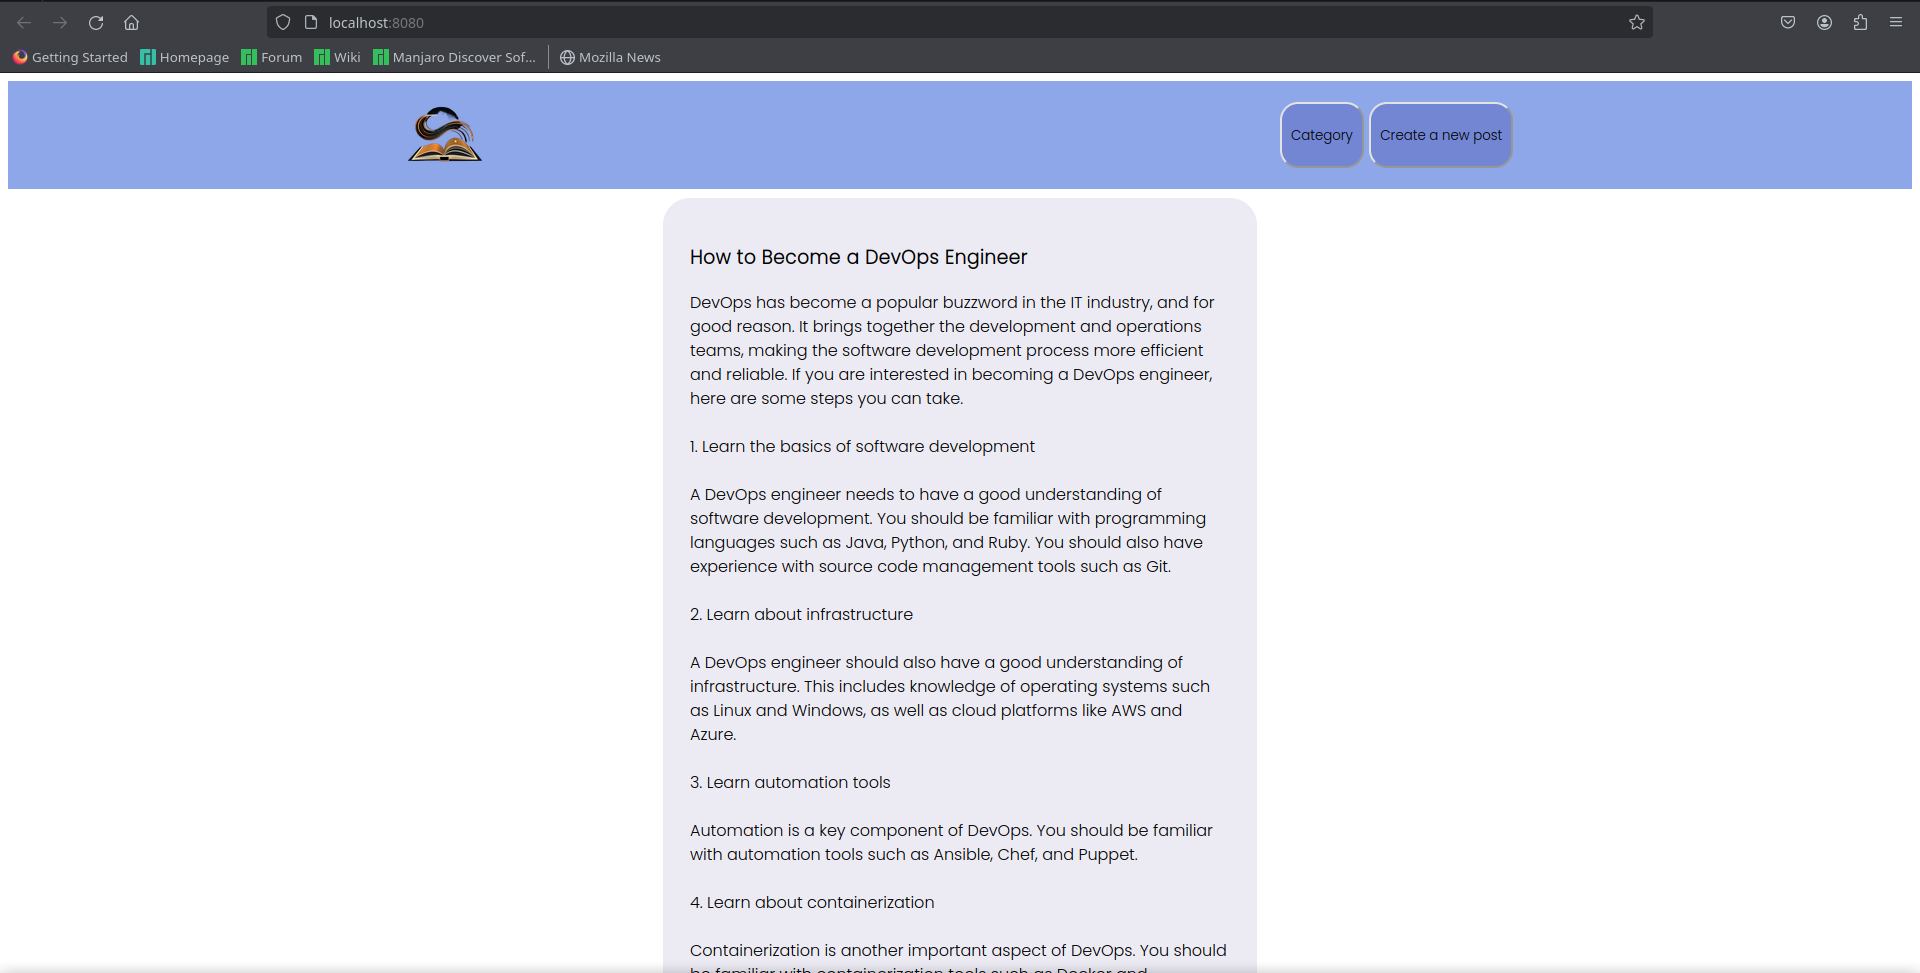 localhost:8080
Getting Started
Homepage
Forum
Wiki
Manjaro Discover Sof...
Mozilla News
Category
Create a new post
How to Become a DevOps Engineer
DevOps has become a popular buzzword in the IT industry, and for
good reason. It brings together the development and operations
teams, making the software development process more efficient
and reliable. If you are interested in becoming a DevOps engineer,
here are some steps you can take.
1. Learn the basics of software development
A DevOps engineer needs to have a good understanding of
software development. You should be familiar with programming
languages such as Java, Python, and Ruby. You should also have
experience with source code management tools such as Git.
2. Learn about infrastructure
A DevOps engineer should also have a good understanding of
infrastructure. This includes knowledge of operating systems such
as Linux and Windows, as well as cloud platforms like AWS and
Azure.
3. Learn automation tools
Automation is a key component of DevOps. You should be familiar
with automation tools such as Ansible, Chef, and Puppet.
4. Learn about containerization
Containerization is another important aspect of DevOps. You should
be familiar with containerization tools such as Docker and